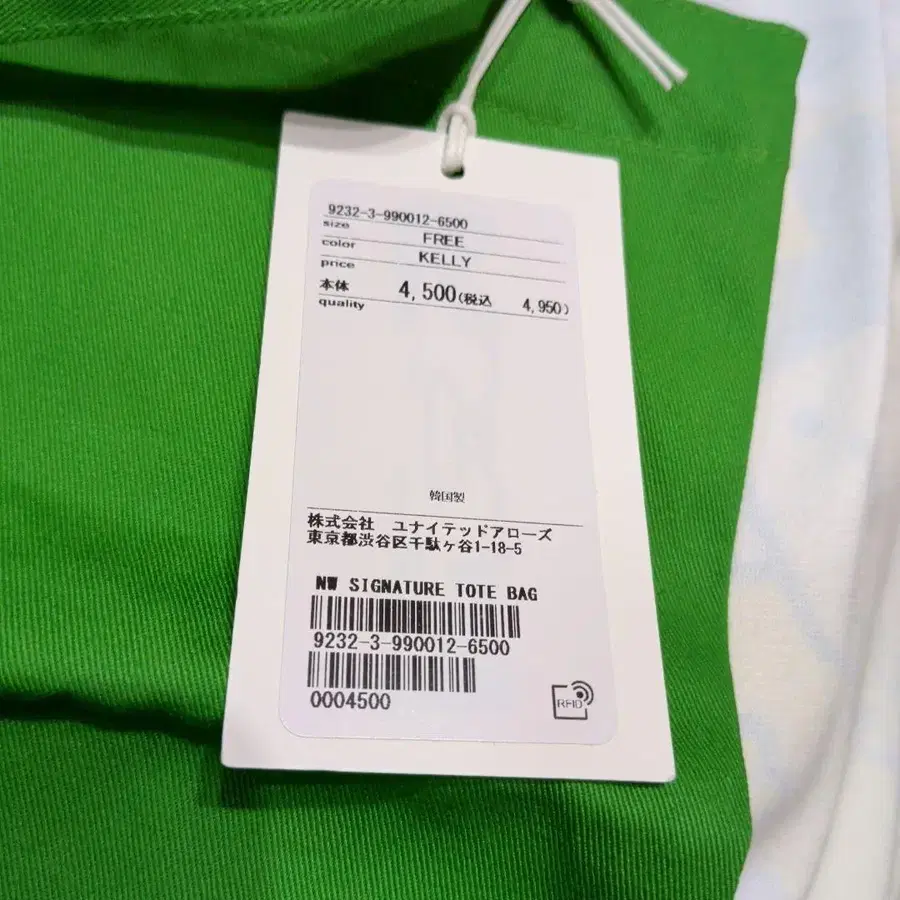 9232-3-990012-6500
size FREE
color KELLY
price
本体 4,500(税込 4,950)
quality
韓国製
株式会社 ユナイテッドアローズ
東京都渋谷区千駄ヶ谷1-18-5
NW SIGNATURE TOTE BAG
9232-3-990012-6500
0004500
RFID